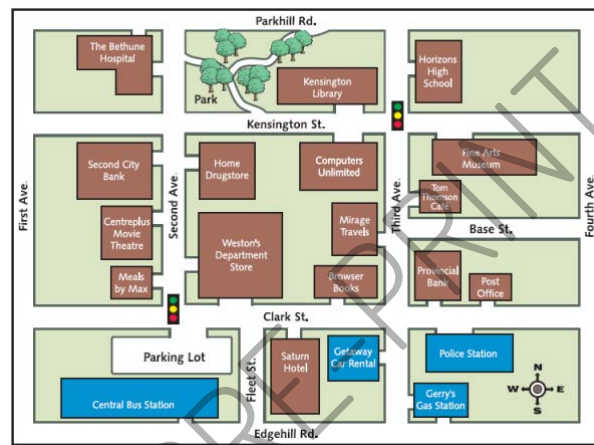 Parkhill Rd.
The Bethune
Hospital
Park
Kensington
Library
Horizons
High
School
Kensington St.
First Ave.
Second City
Bank
Second Ave.
Home
Drugstore
Computers
Unlimited
Third Ave.
Fine Arts
Museum
Tom
Thomson
Café
Fourth Ave.
Centreplus
Movie
Theatre
Weston's
Department
Store
Mirage
Travels
Base St.
Meals
by Max
Browser
Books
Provincial
Bank
Post
Office
Clark St.
Parking Lot
Fleet St.
Saturn
Hotel
Getaway
Car Rental
Police Station
Central Bus Station
Gerry's
Gas Station
N
W
E
S
Edgehill Rd.
PRE-PRINT